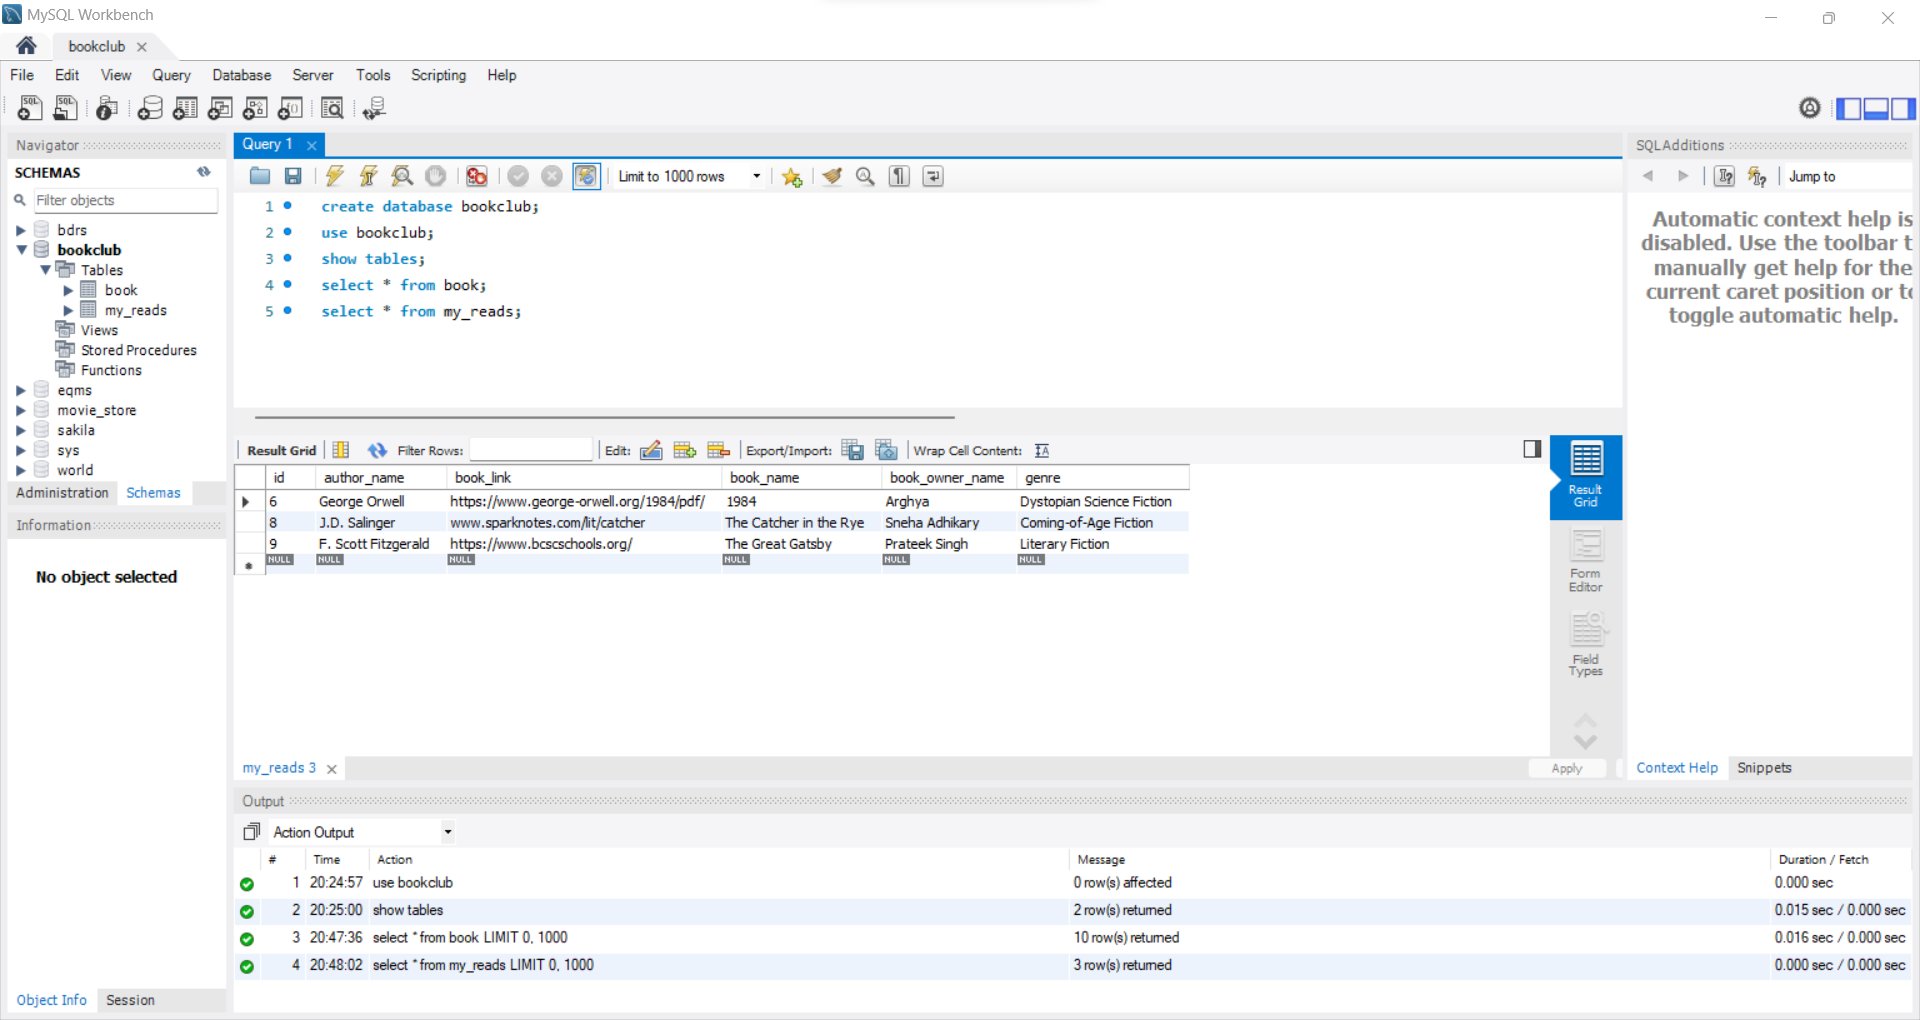 MySQL Workbench
bookclub
File Edit View Query Database Server Tools Scripting Help
Navigator
SCHEMAS
Filter objects
bdrs
bookclub
Tables
book
my_reads
Views
Stored Procedures
Functions
eqms
movie_store
sakila
sys
world
Administration Schemas
Information
No object selected
Object Info Session
Query 1
Limit to 1000 rows
1 create database bookclub;
2 use bookclub;
3 show tables;
4 select * from book;
5 select * from my_reads;
Result Grid Filter Rows: Edit: Export/Import: Wrap Cell Content:
id author_name book_link book_name book_owner_name genre
6 George Orwell https://www.george-orwell.org/1984/pdf/ 1984 Arghya Dystopian Science Fiction
8 J.D. Salinger www.sparknotes.com/lit/catcher The Catcher in the Rye Sneha Adhikary Coming-of-Age Fiction
9 F. Scott Fitzgerald https://www.bcscschools.org/ The Great Gatsby Prateek Singh Literary Fiction
NULL NULL NULL NULL NULL NULL
Result
Grid
Form
Editor
Field
Types
my_reads 3
Apply
SQLAdditions
Jump to
Automatic context help is
disabled. Use the toolbar t
manually get help for the
current caret position or to
toggle automatic help.
Context Help Snippets
Output
Action Output
# Time Action Message Duration / Fetch
1 20:24:57 use bookclub 0 row(s) affected 0.000 sec
2 20:25:00 show tables 2 row(s) returned 0.015 sec / 0.000 sec
3 20:47:36 select * from book LIMIT 0, 1000 10 row(s) returned 0.016 sec / 0.000 sec
4 20:48:02 select * from my_reads LIMIT 0, 1000 3 row(s) returned 0.000 sec / 0.000 sec